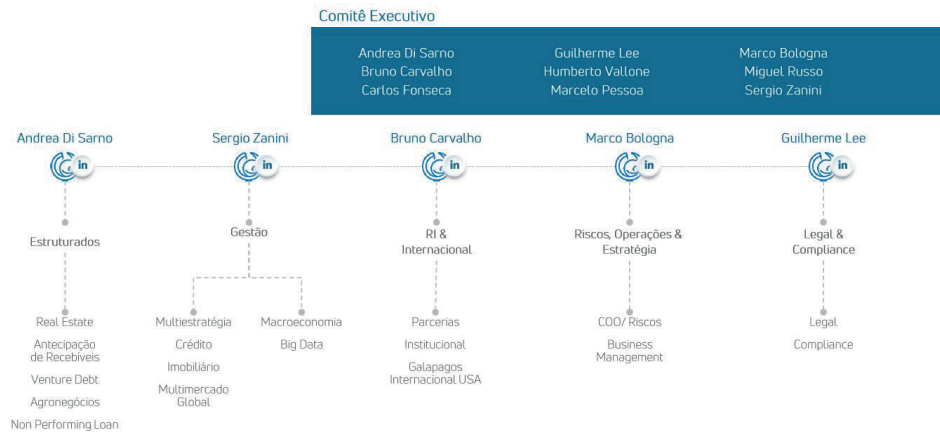 Comitê Executivo
Andrea Di Sarno
Guilherme Lee
Marco Bologna
Bruno Carvalho
Humberto Vallone
Miguel Russo
Carlos Fonseca
Marcelo Pessoa
Sergio Zanini
Andrea Di Sarno
Sergio Zanini
Bruno Carvalho
Marco Bologna
Guilherme Lee
in
in
in
in
in
Estruturados
Gestão
RI &
Internacional
Riscos, Operações &
Estratégia
Legal &
Compliance
Real Estate
Antecipação
de Recebíveis
Venture Debt
Agronegócios
Non Performing Loan
Multiestratégia
Crédito
Imobiliário
Multimercado
Global
Macroeconomia
Big Data
Parcerias
Institucional
Galapagos
Internacional USA
COO/ Riscos
Business
Management
Legal
Compliance